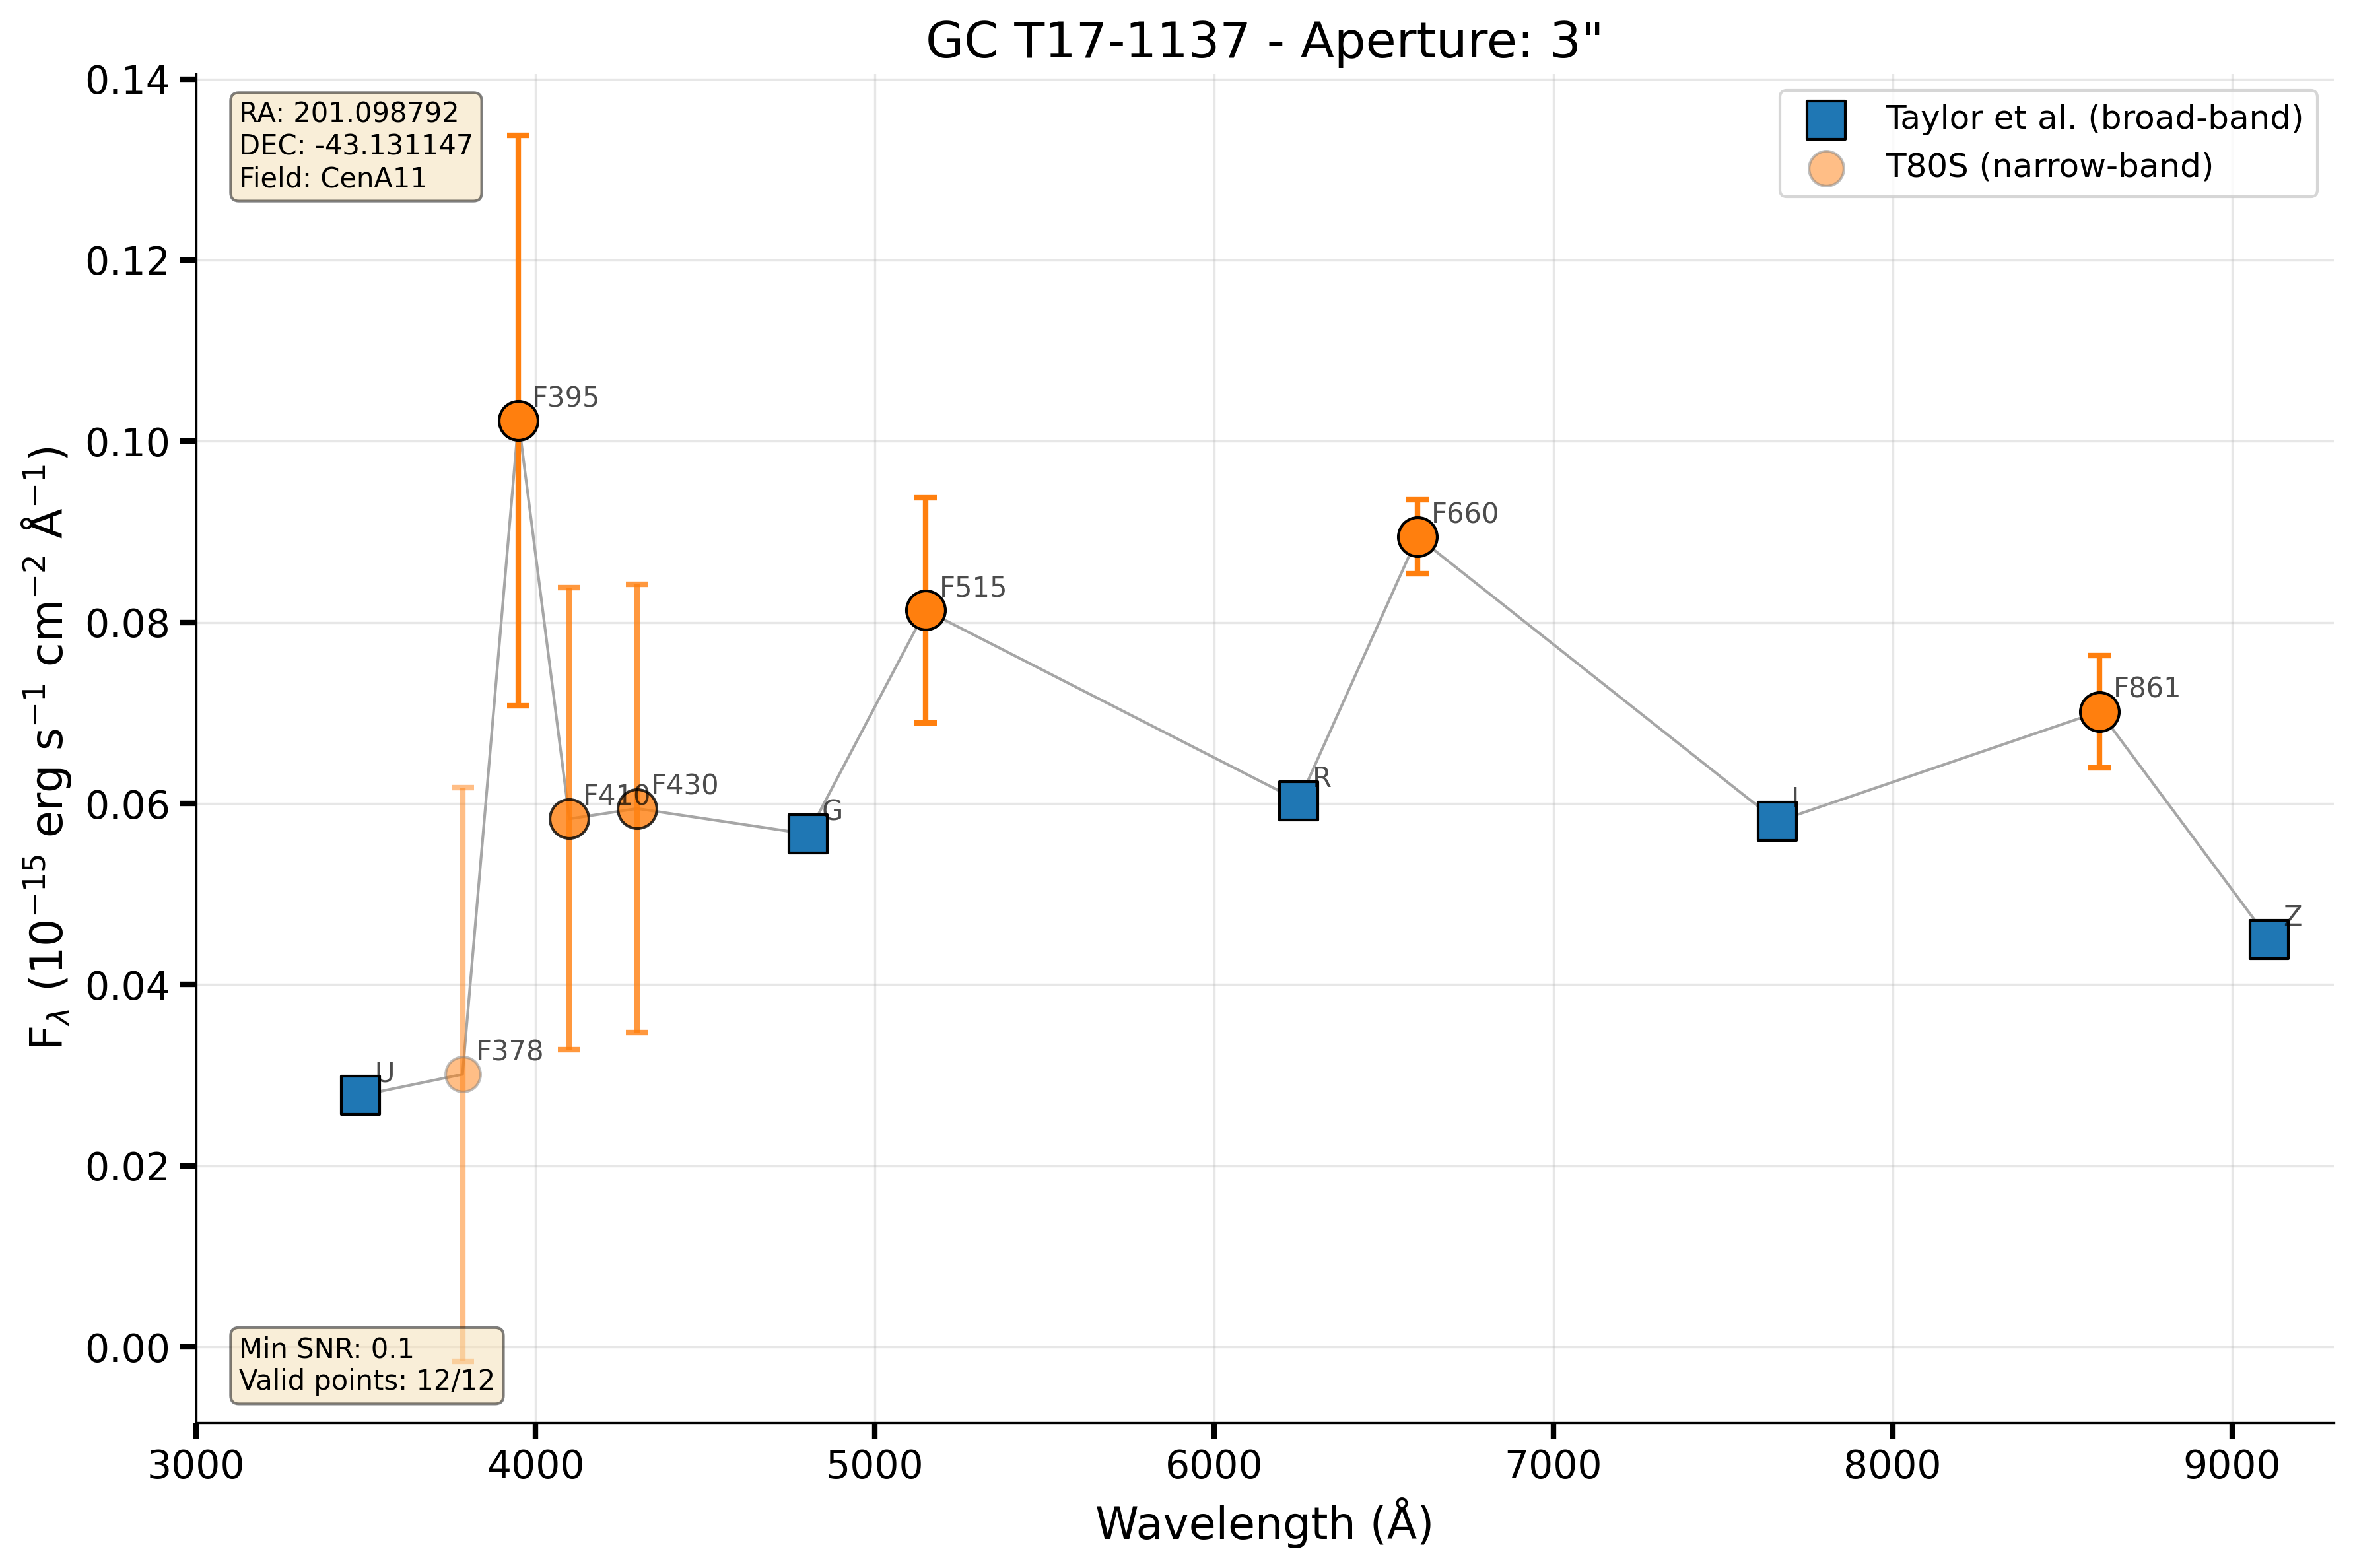 GC T17-1137 - Aperture: 3"
RA: 201.098792
DEC: -43.131147
Field: CenA11
Taylor et al. (broad-band)
T80S (narrow-band)
0.14
0.12
0.10
0.08
0.06
0.04
0.02
0.00
F$_{λ}$ (10$^{−15}$ erg s$^{−1}$ cm$^{−2}$ Å$^{−1}$)
U
F378
F395
F410
F430
G
F515
R
F660
I
F861
Z
Min SNR: 0.1
Valid points: 12/12
3000
4000
5000
6000
7000
8000
9000
Wavelength (Å)